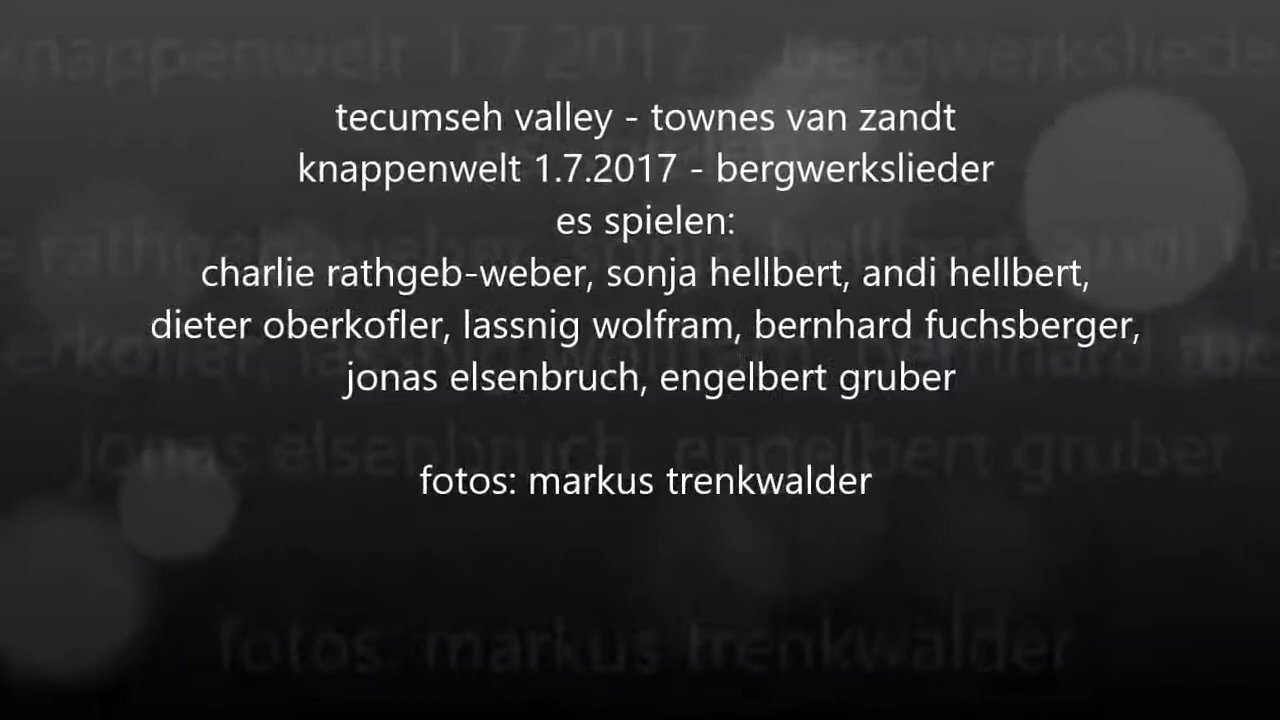 tecumseh valley - townes van zandt
knappenwelt 1.7.2017 - bergwerkslieder
es spielen:
charlie rathgeb-weber, sonja hellbert, andi hellbert,
dieter oberkofler, lassnig wolfram, bernhard fuchsberger,
jonas elsenbruch, engelbert gruber
fotos: markus trenkwalder